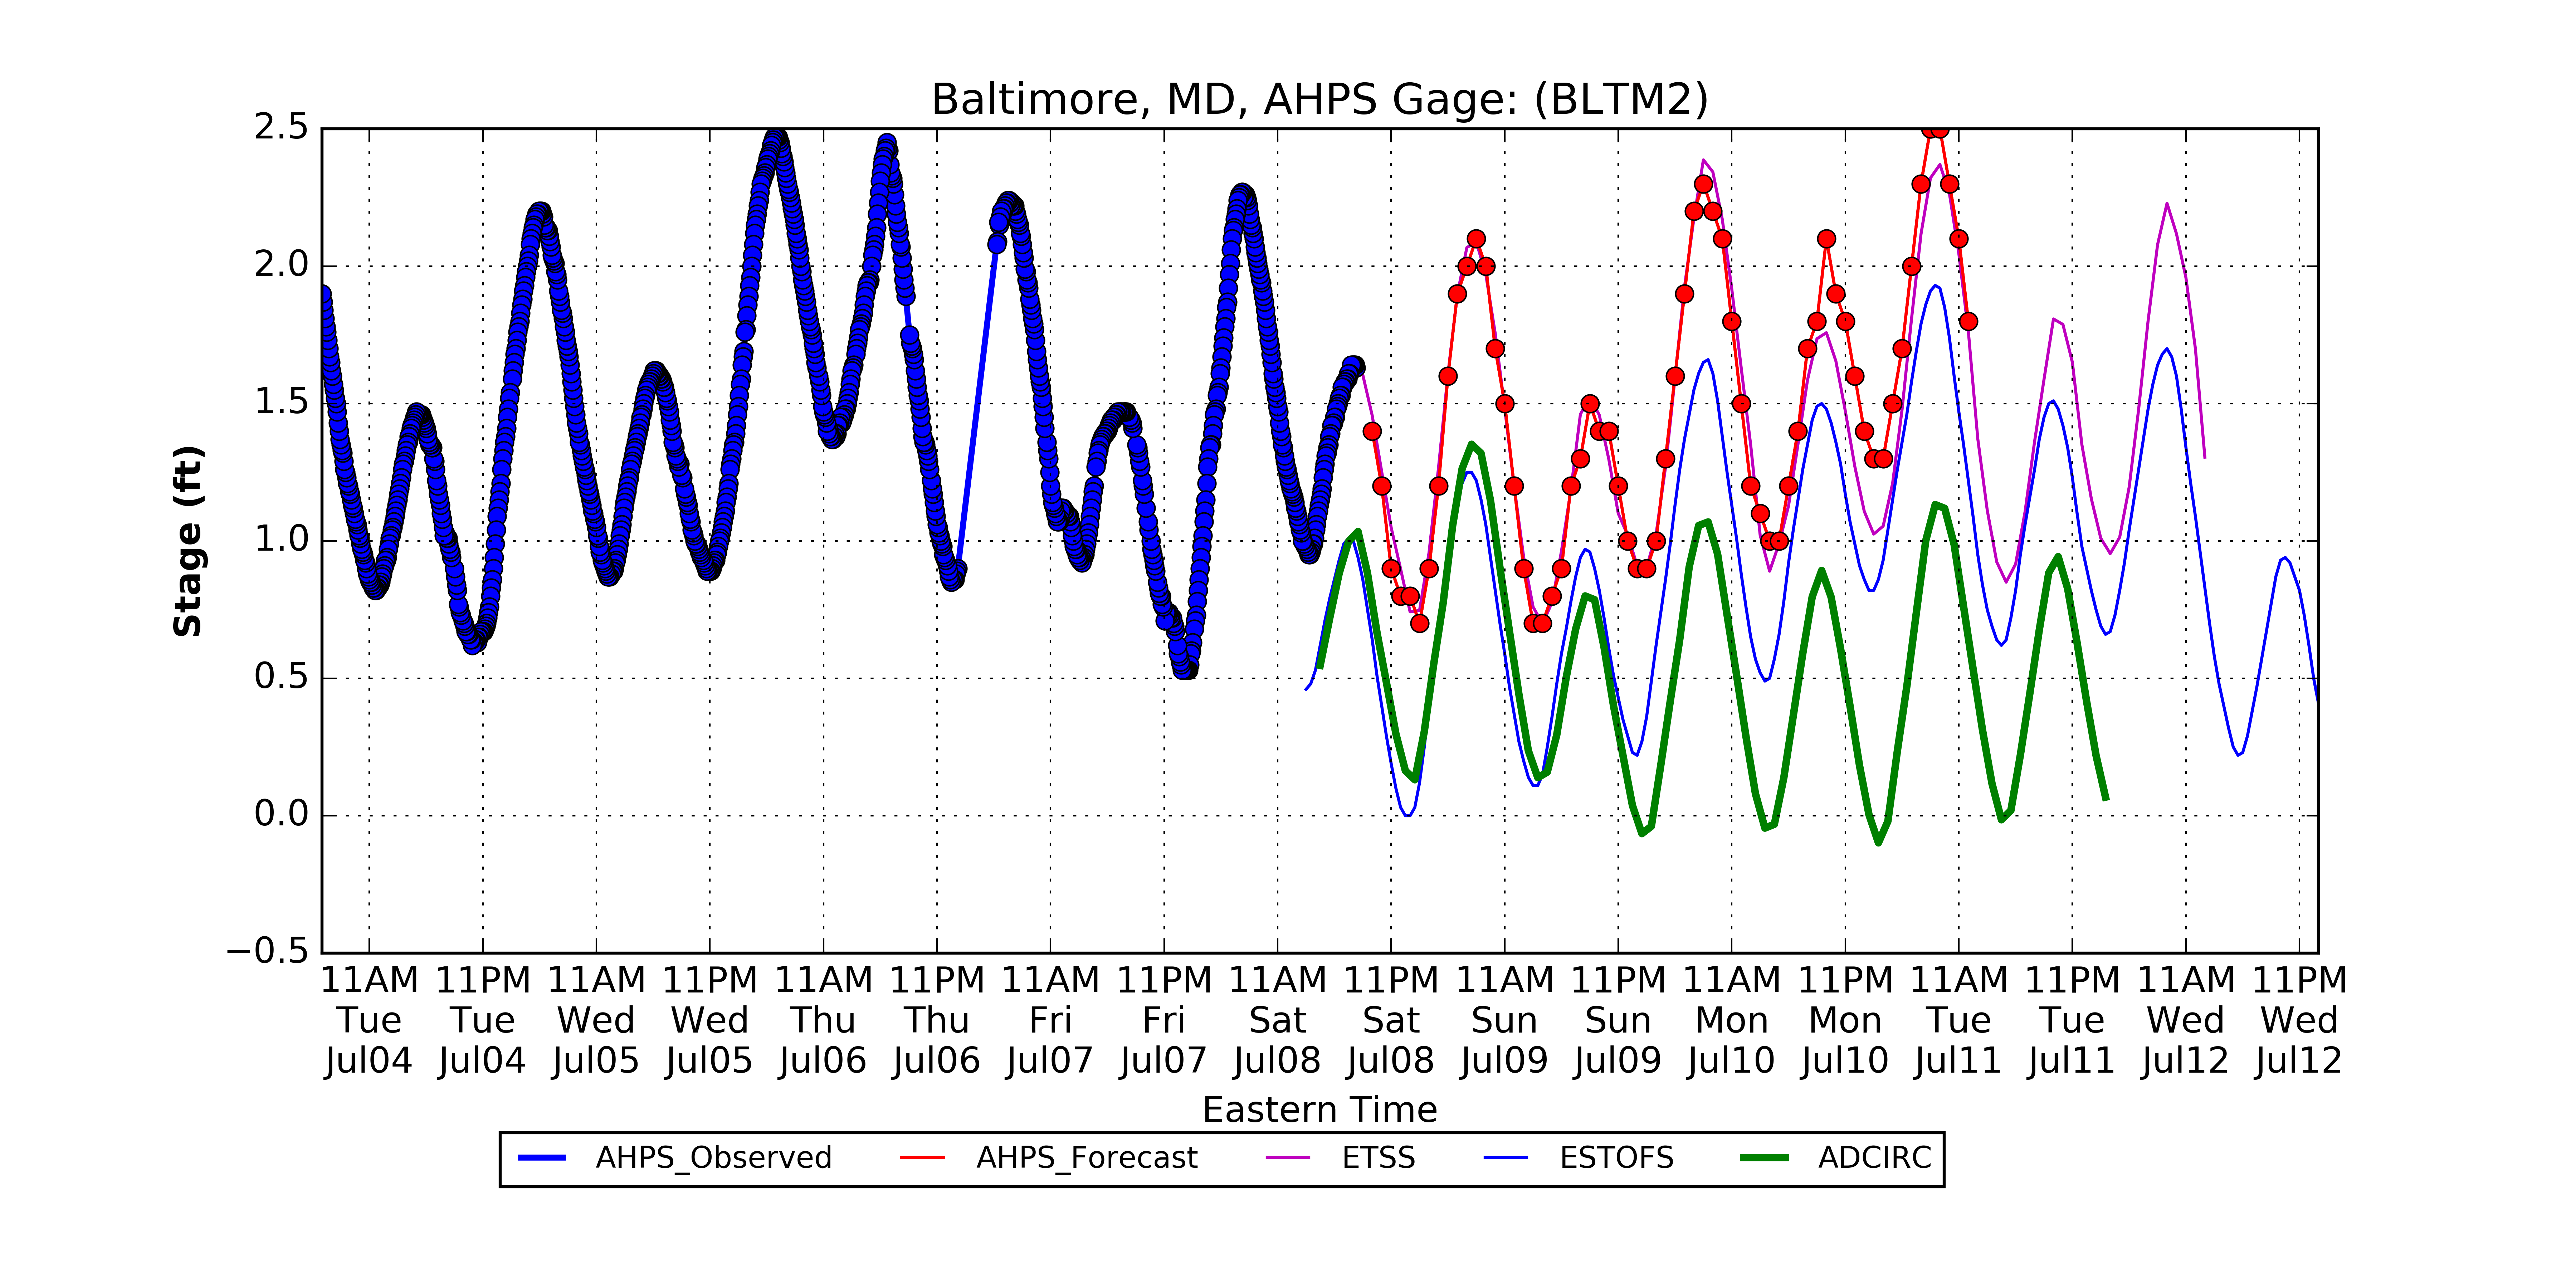 Baltimore, MD, AHPS Gage: (BLTM2)
2.5
2.0
1.5
1.0
0.5
0.0
−0.5
Stage (ft)
11AM 11PM 11AM 11PM 11AM 11PM 11AM 11PM 11AM 11PM 11AM 11PM 11AM 11PM 11AM 11PM 11AM 11PM
Tue Tue Wed Wed Thu Thu Fri Fri Sat Sat Sun Sun Mon Mon Tue Tue Wed Wed
Jul04 Jul04 Jul05 Jul05 Jul06 Jul06 Jul07 Jul07 Jul08 Jul08 Jul09 Jul09 Jul10 Jul10 Jul11 Jul11 Jul12 Jul12
Eastern Time
AHPS_Observed AHPS_Forecast ETSS ESTOFS ADCIRC